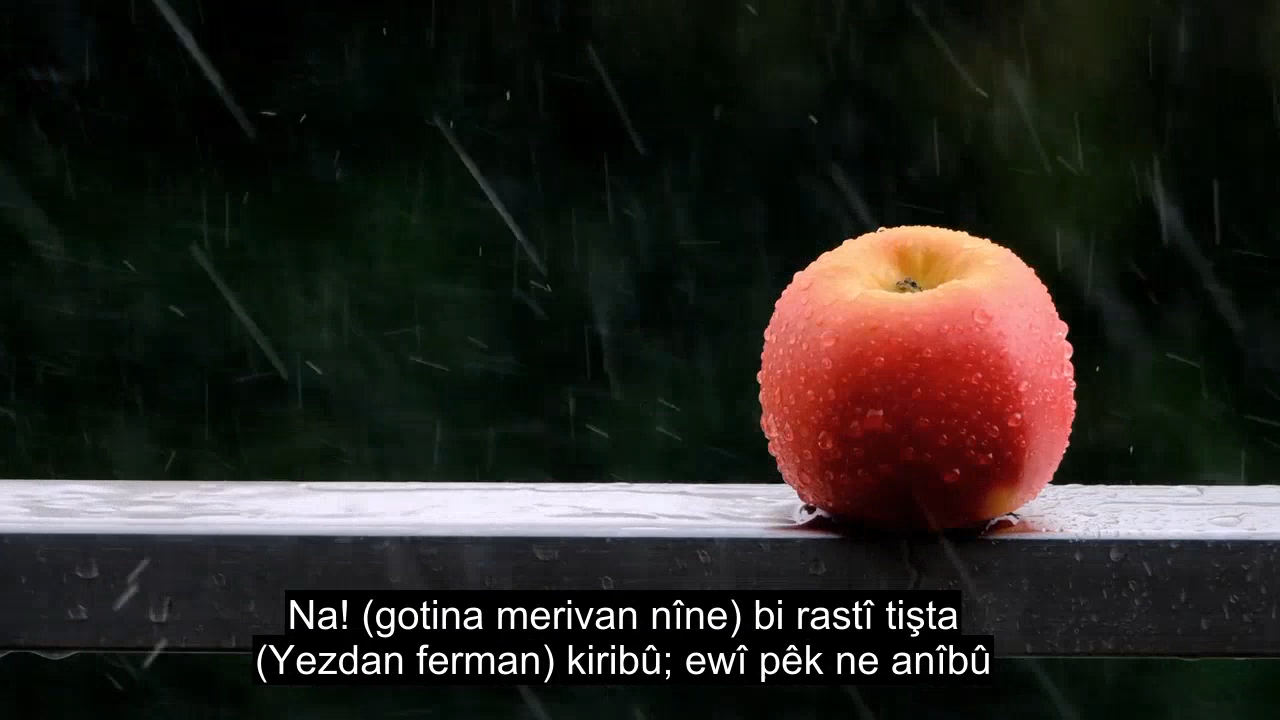 Na! (gotina merivan nîne) bi rastî tişta
(Yezdan ferman) kiribû; ewî pêk ne anîbû